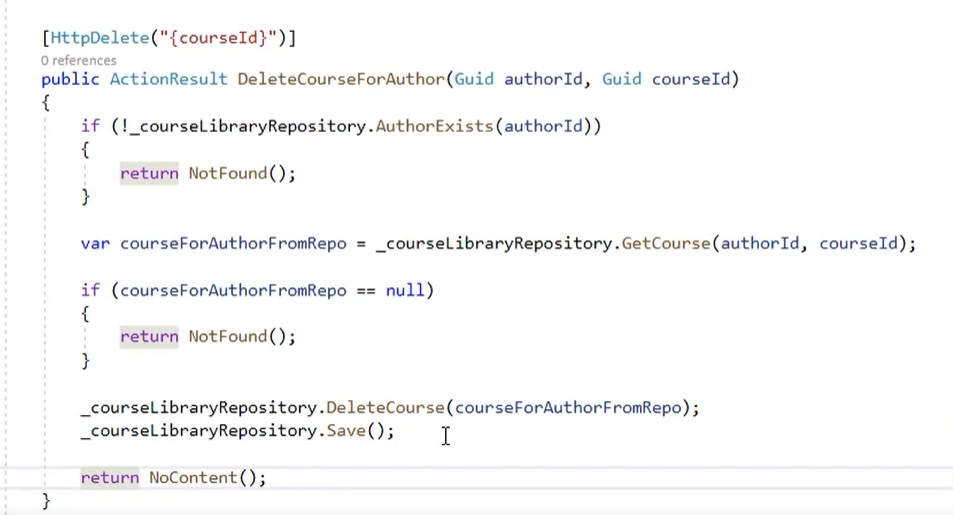 [HttpDelete("{courseId}")]
0 references
public ActionResult DeleteCourseForAuthor(Guid authorId, Guid courseId)
{
    if (!_courseLibraryRepository.AuthorExists(authorId))
    {
        return NotFound();
    }
    var courseForAuthorFromRepo = _courseLibraryRepository.GetCourse(authorId, courseId);
    if (courseForAuthorFromRepo == null)
    {
        return NotFound();
    }
    _courseLibraryRepository.DeleteCourse(courseForAuthorFromRepo);
    _courseLibraryRepository.Save();
    return NoContent();
}